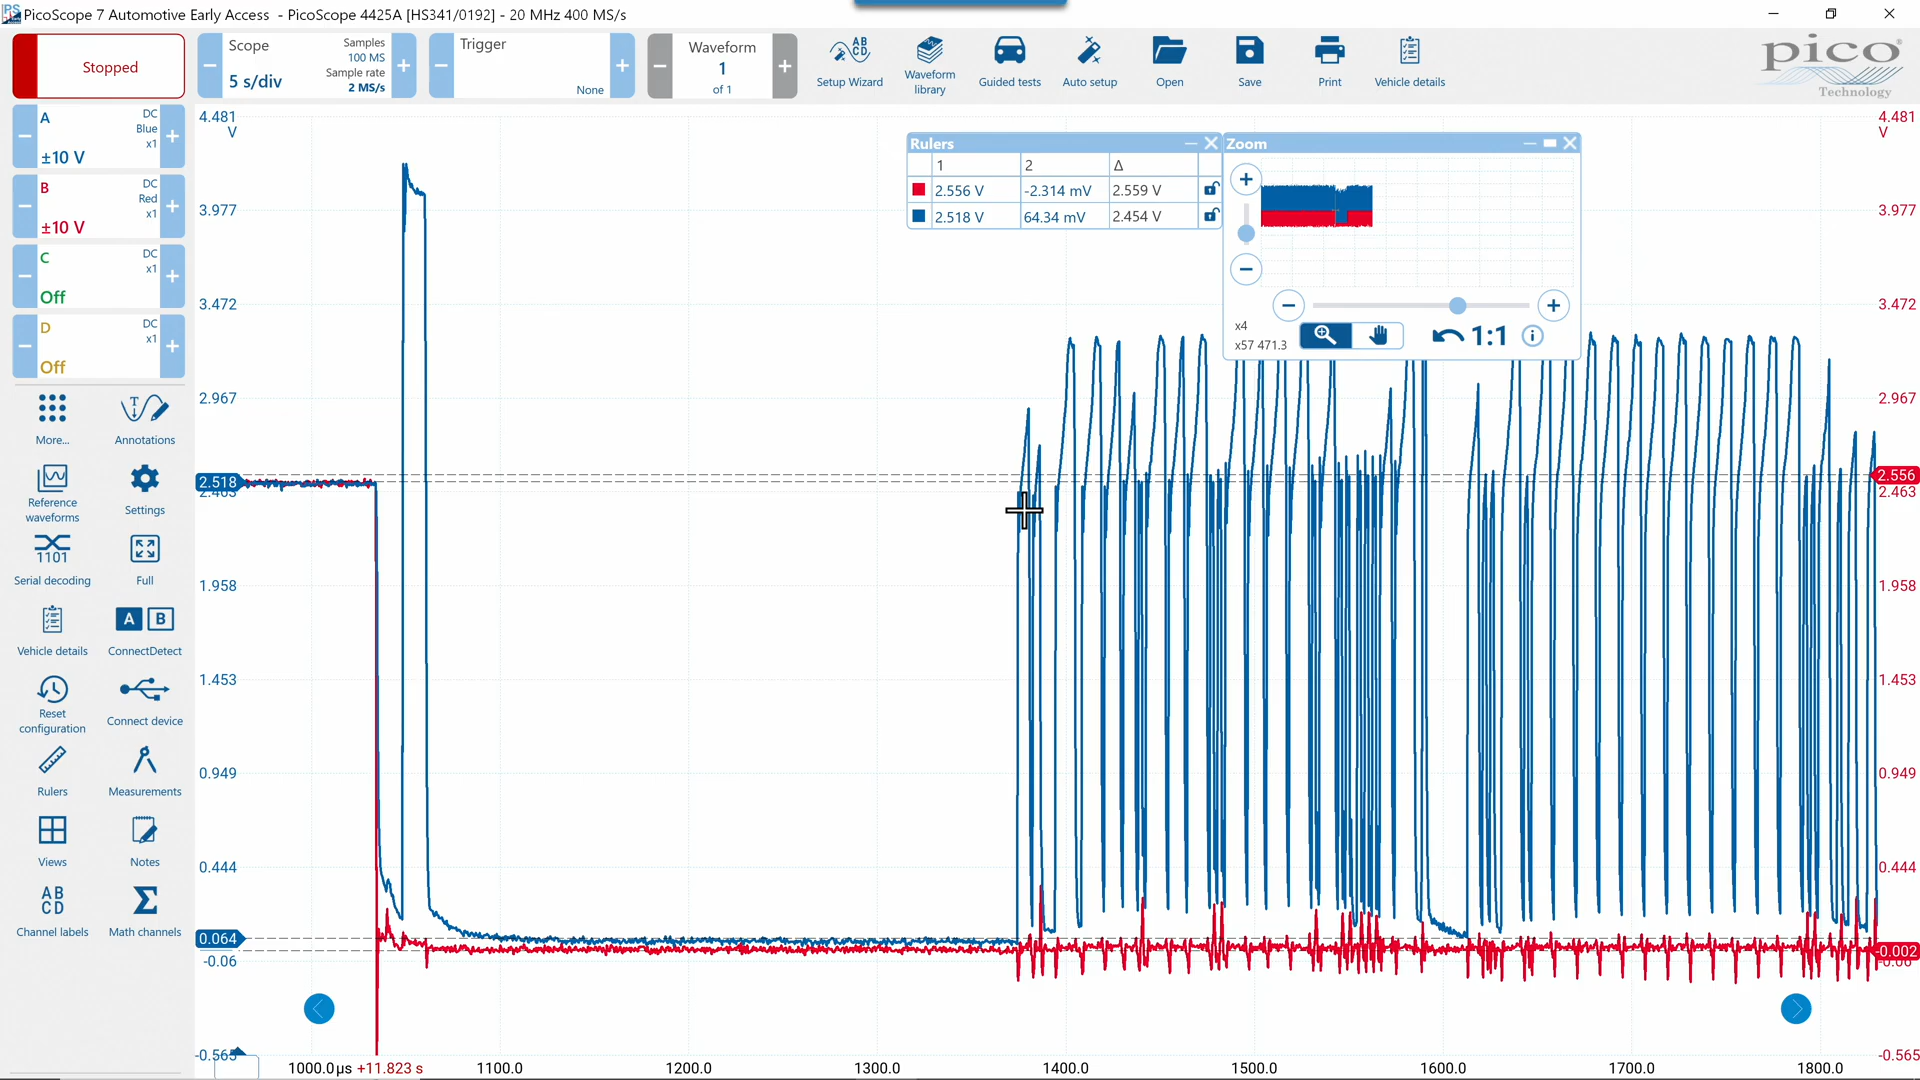 PicoScope 7 Automotive Early Access - PicoScope 4425A [HS341/0192] - 20 MHz 400 MS/s
Stopped
Scope
5 s/div
Samples
100 MS
Sample rate
2 MS/s
Trigger
None
Waveform
1
of 1
Setup Wizard
Waveform
library
Guided tests
Auto setup
Open
Save
Print
Vehicle details
pico
Technology
A
DC
Blue
x1
±10 V
B
DC
Red
x1
±10 V
C
DC
x1
Off
D
DC
x1
Off
More...
Annotations
Reference
waveforms
Settings
Serial decoding
Full
Vehicle details
A B
ConnectDetect
Reset
configuration
Connect device
Rulers
Measurements
Views
Notes
AB
CD
Channel labels
Math channels
4.481
V
3.977
3.472
2.967
2.518
2.463
1.958
1.453
0.949
0.444
0.064
-0.06
-0.565
Rulers
1 2 Δ
2.556 V -2.314 mV 2.559 V
2.518 V 64.34 mV 2.454 V
Zoom
x4
x57 471.3
1:1
4.481
V
3.977
3.472
2.967
2.556
2.463
1.958
1.453
0.949
0.444
-0.002
-0.565
1000.0µs +11.823 s 1100.0 1200.0 1300.0 1400.0 1500.0 1600.0 1700.0 1800.0